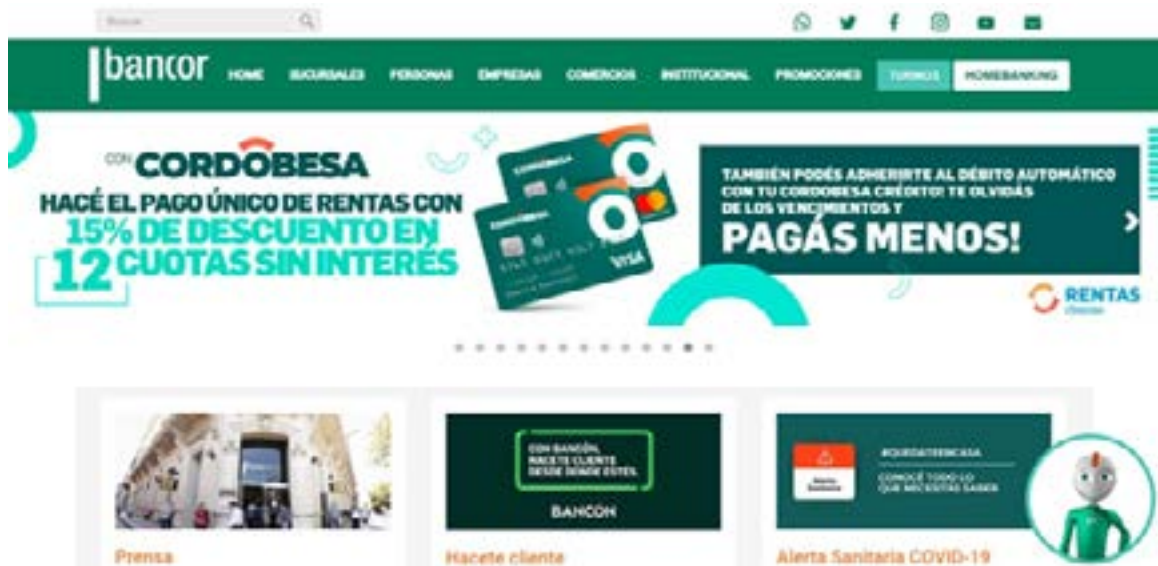 Buscar
bancor
HOME SUCURSALES PERSONAS EMPRESAS COMERCIOS INSTITUCIONAL PROMOCIONES TURNOS HOMEBANKING
CON CORDOBESA
HACÉ EL PAGO ÚNICO DE RENTAS CON
15% DE DESCUENTO EN
12 CUOTAS SIN INTERÉS
CORDOBESA
VISA
TAMBIÉN PODÉS ADHERIRTE AL DÉBITO AUTOMÁTICO
CON TU CORDOBESA CRÉDITO! TE OLVIDÁS
DE LOS VENCIMIENTOS Y
PAGÁS MENOS!
RENTAS
CON BANCÓN,
HACETE CLIENTE
DESDE DONDE ESTÉS.
BANCÓN
Alerta
Sanitaria
#QUEDATEENCASA
CONOCÉ TODO LO
QUE NECESITÁS SABER
Prensa
Hacete cliente
Alerta Sanitaria COVID-19